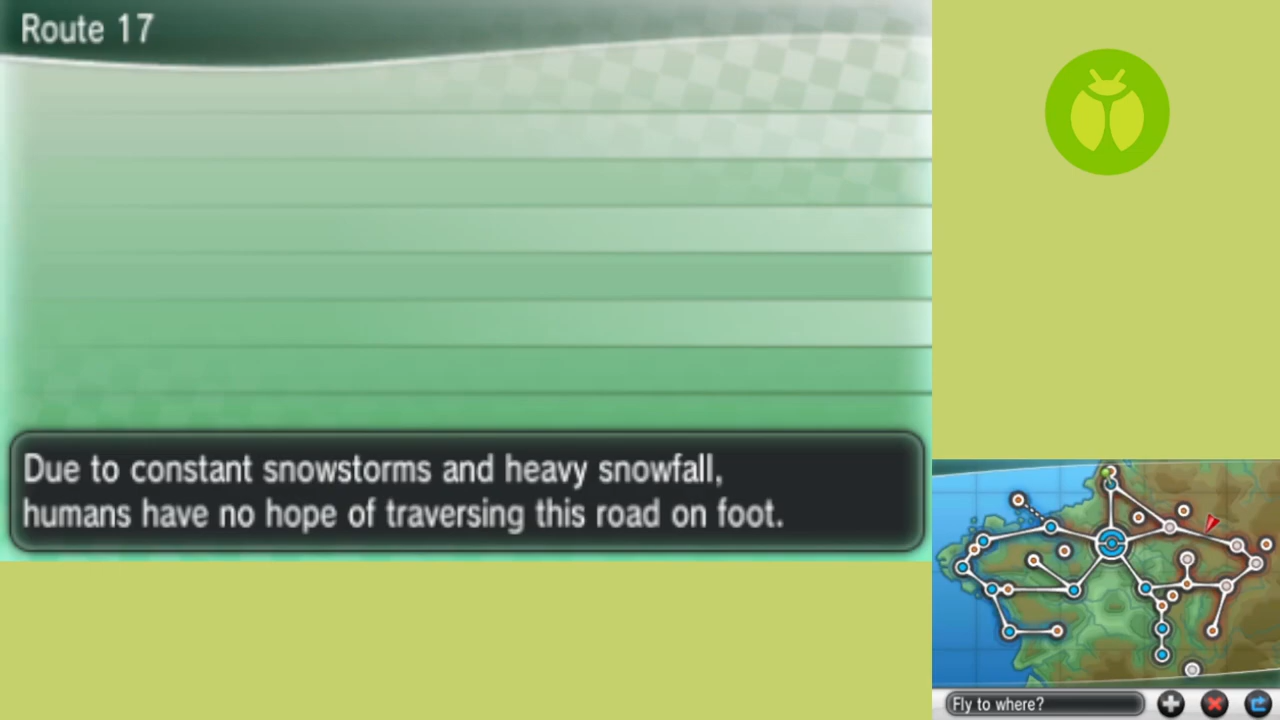 Route 17
Due to constant snowstorms and heavy snowfall,
humans have no hope of traversing this road on foot.
Fly to where?